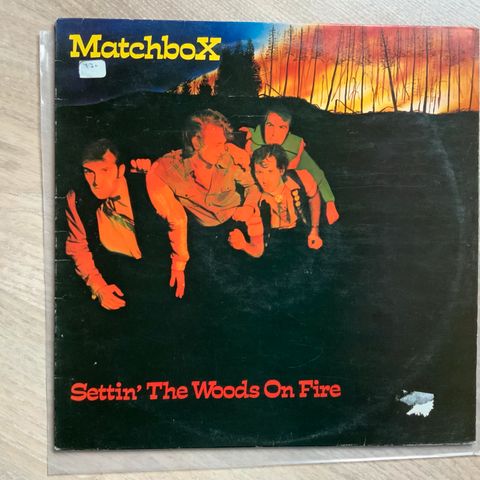 MatchboX
Settin' The Woods On Fire